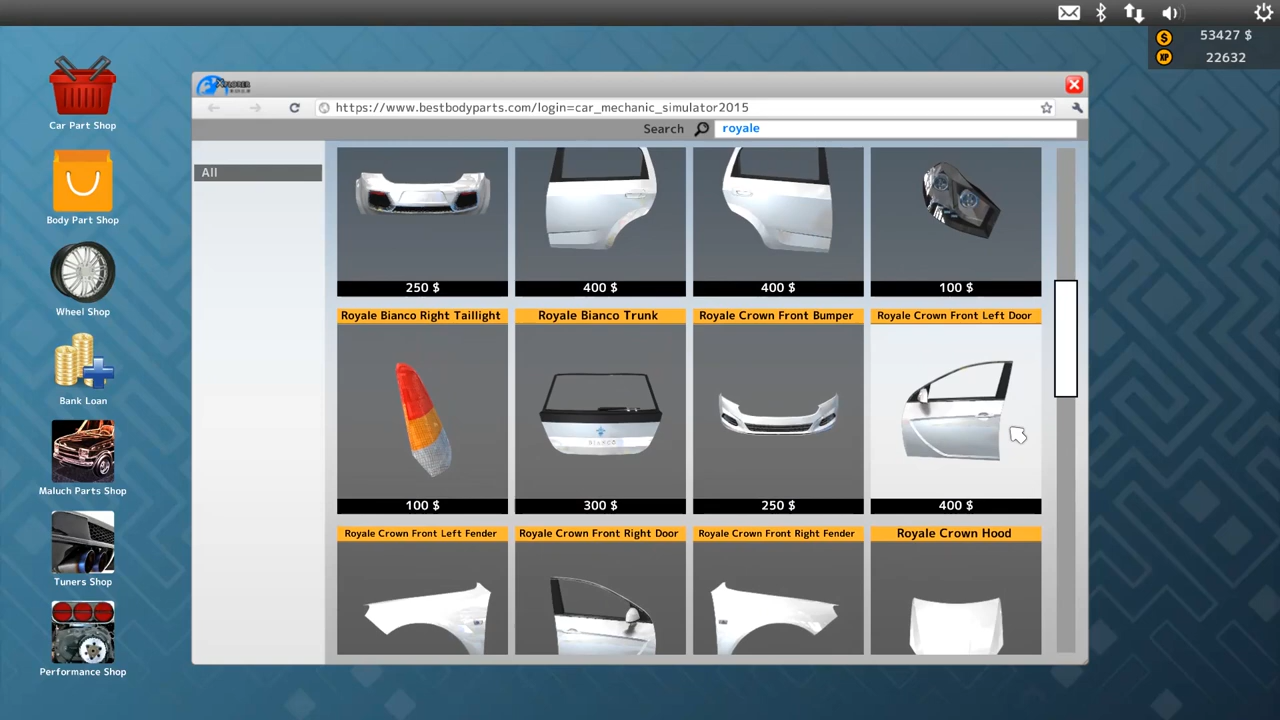 53427 $
22632
https://www.bestbodyparts.com/login=car_mechanic_simulator2015
Search
royale
All
Car Part Shop
Body Part Shop
Wheel Shop
Bank Loan
Maluch Parts Shop
Tuners Shop
Performance Shop
250 $
400 $
400 $
100 $
Royale Bianco Right Taillight
Royale Bianco Trunk
Royale Crown Front Bumper
Royale Crown Front Left Door
100 $
300 $
250 $
400 $
Royale Crown Front Left Fender
Royale Crown Front Right Door
Royale Crown Front Right Fender
Royale Crown Hood